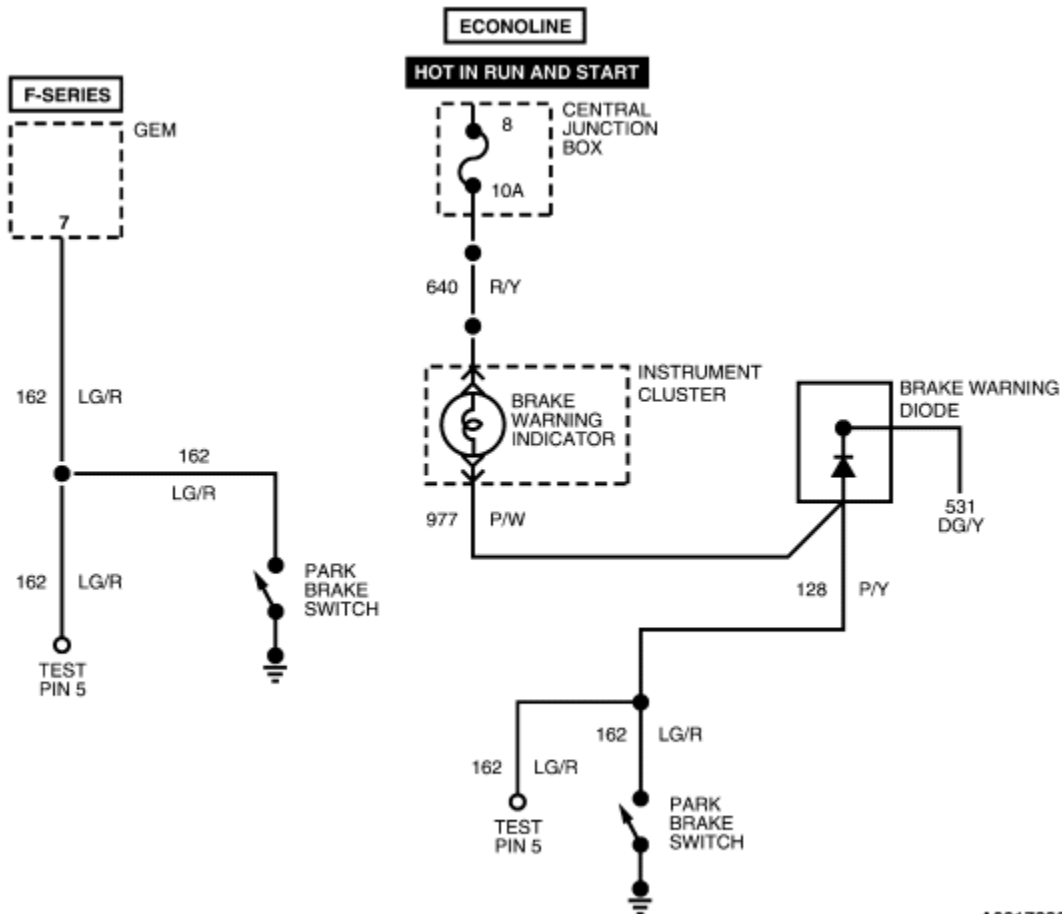 ECONOLINE
HOT IN RUN AND START
F-SERIES
GEM
7
8
10A
CENTRAL
JUNCTION
BOX
640 R/Y
162 LG/R
162
LG/R
162 LG/R
TEST
PIN 5
PARK
BRAKE
SWITCH
BRAKE
WARNING
INDICATOR
INSTRUMENT
CLUSTER
977 P/W
BRAKE WARNING
DIODE
531
DG/Y
128 P/Y
162 LG/R
162 LG/R
TEST
PIN 5
PARK
BRAKE
SWITCH